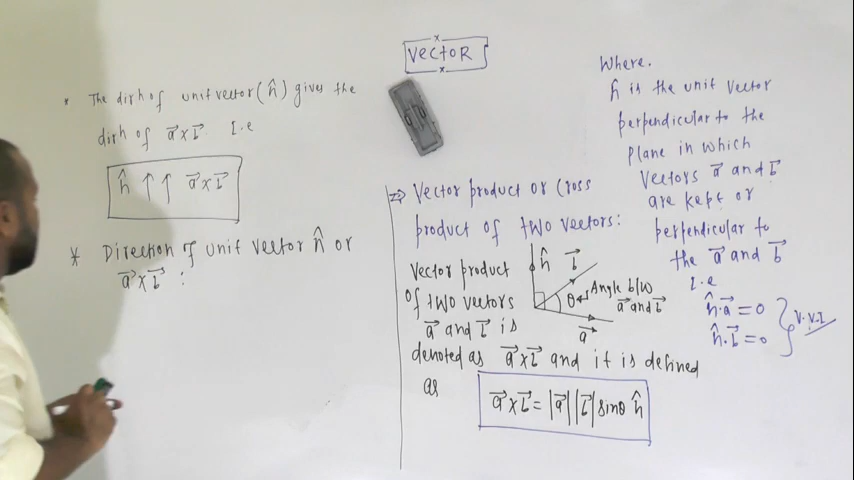 VECTOR
* The dirn of unit vector (n̂) gives the
dirn of a⃗ x b⃗ I.e
n̂ ↑↑ a⃗ x b⃗
* Direction of unit vector n̂ or
a⃗ x b⃗ :
⇒ Vector product or Cross
product of two vectors:
Vector product
of two vectors
a⃗ and b⃗ is
denoted as a⃗ x b⃗ and it is defined
as
a⃗ x b⃗ = |a⃗| |b⃗| sinθ n̂
n̂ b⃗
θ Angle b/w
a⃗ and b⃗
a⃗
Where.
n̂ is the unit vector
perpendicular to the
plane in which
vectors a⃗ and b⃗
are kept or
perpendicular to
the a⃗ and b⃗
I.e
n̂.a⃗ = 0
n̂.b⃗ = 0
V.V.I